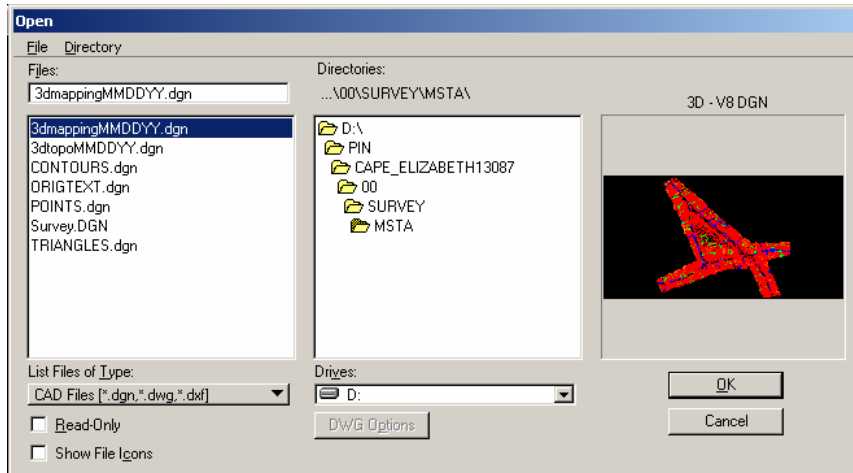 Open
File Directory
Files:
3dmappingMMDDYY.dgn
3dmappingMMDDYY.dgn
3dtopoMMDDYY.dgn
CONTOURS.dgn
ORIGTEXT.dgn
POINTS.dgn
Survey.DGN
TRIANGLES.dgn
List Files of Type:
CAD Files [*.dgn,*.dwg,*.dxf]
Read-Only
Show File Icons
Directories:
...\00\SURVEY\MSTA\
D:\
PIN
CAPE_ELIZABETH13087
00
SURVEY
MSTA
Drives:
D:
DWG Options
3D - V8 DGN
OK
Cancel